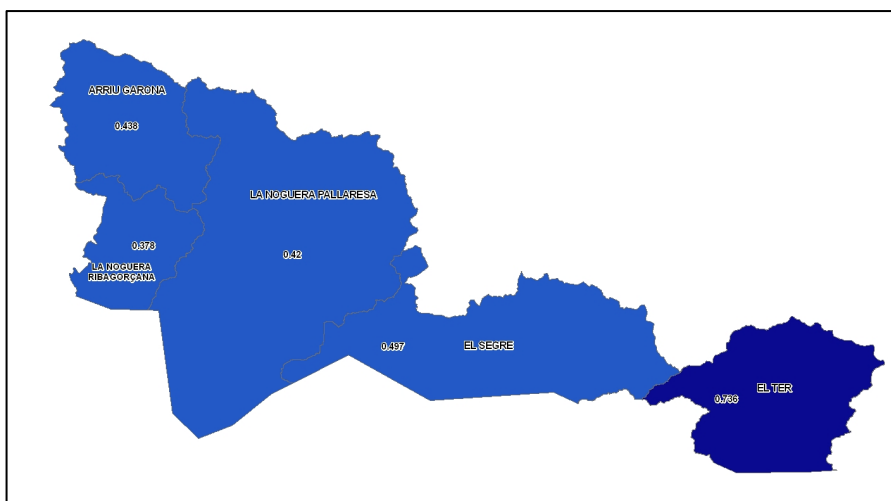 ARRIU GARONA
0.438
LA NOGUERA PALLARESA
0.42
0.378
LA NOGUERA
RIBAGORÇANA
0.497
EL SEGRE
EL TER
0.736